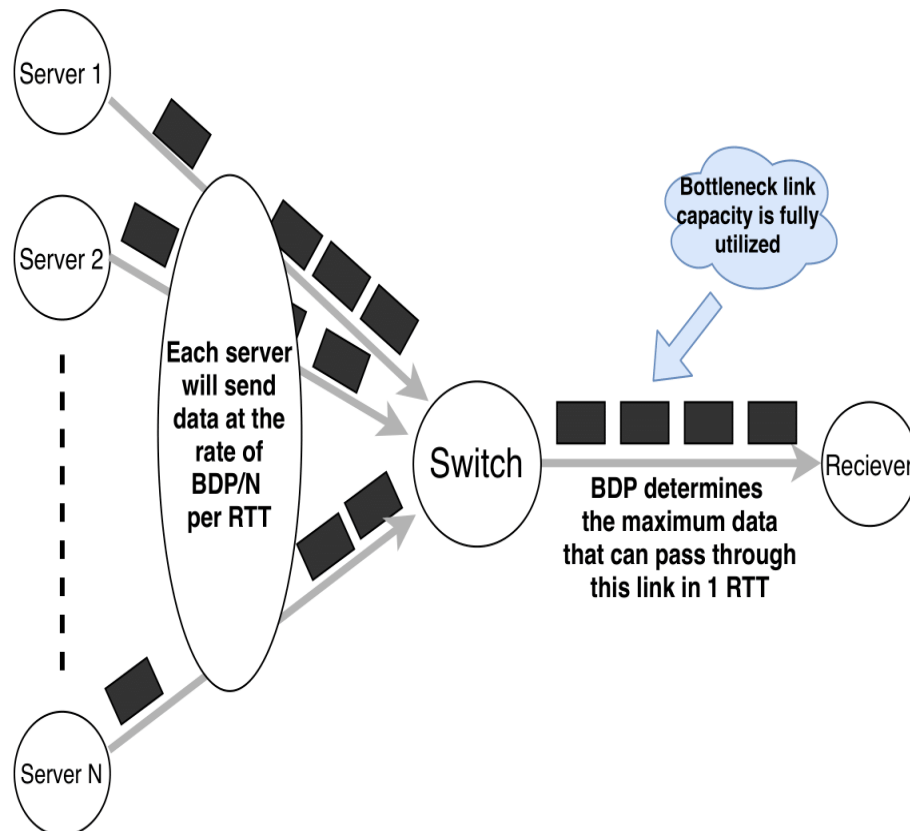 Server 1
Server 2
Server N
Each server
will send
data at the
rate of
BDP/N
per RTT
Switch
Bottleneck link
capacity is fully
utilized
BDP determines
the maximum data
that can pass through
this link in 1 RTT
Reciever